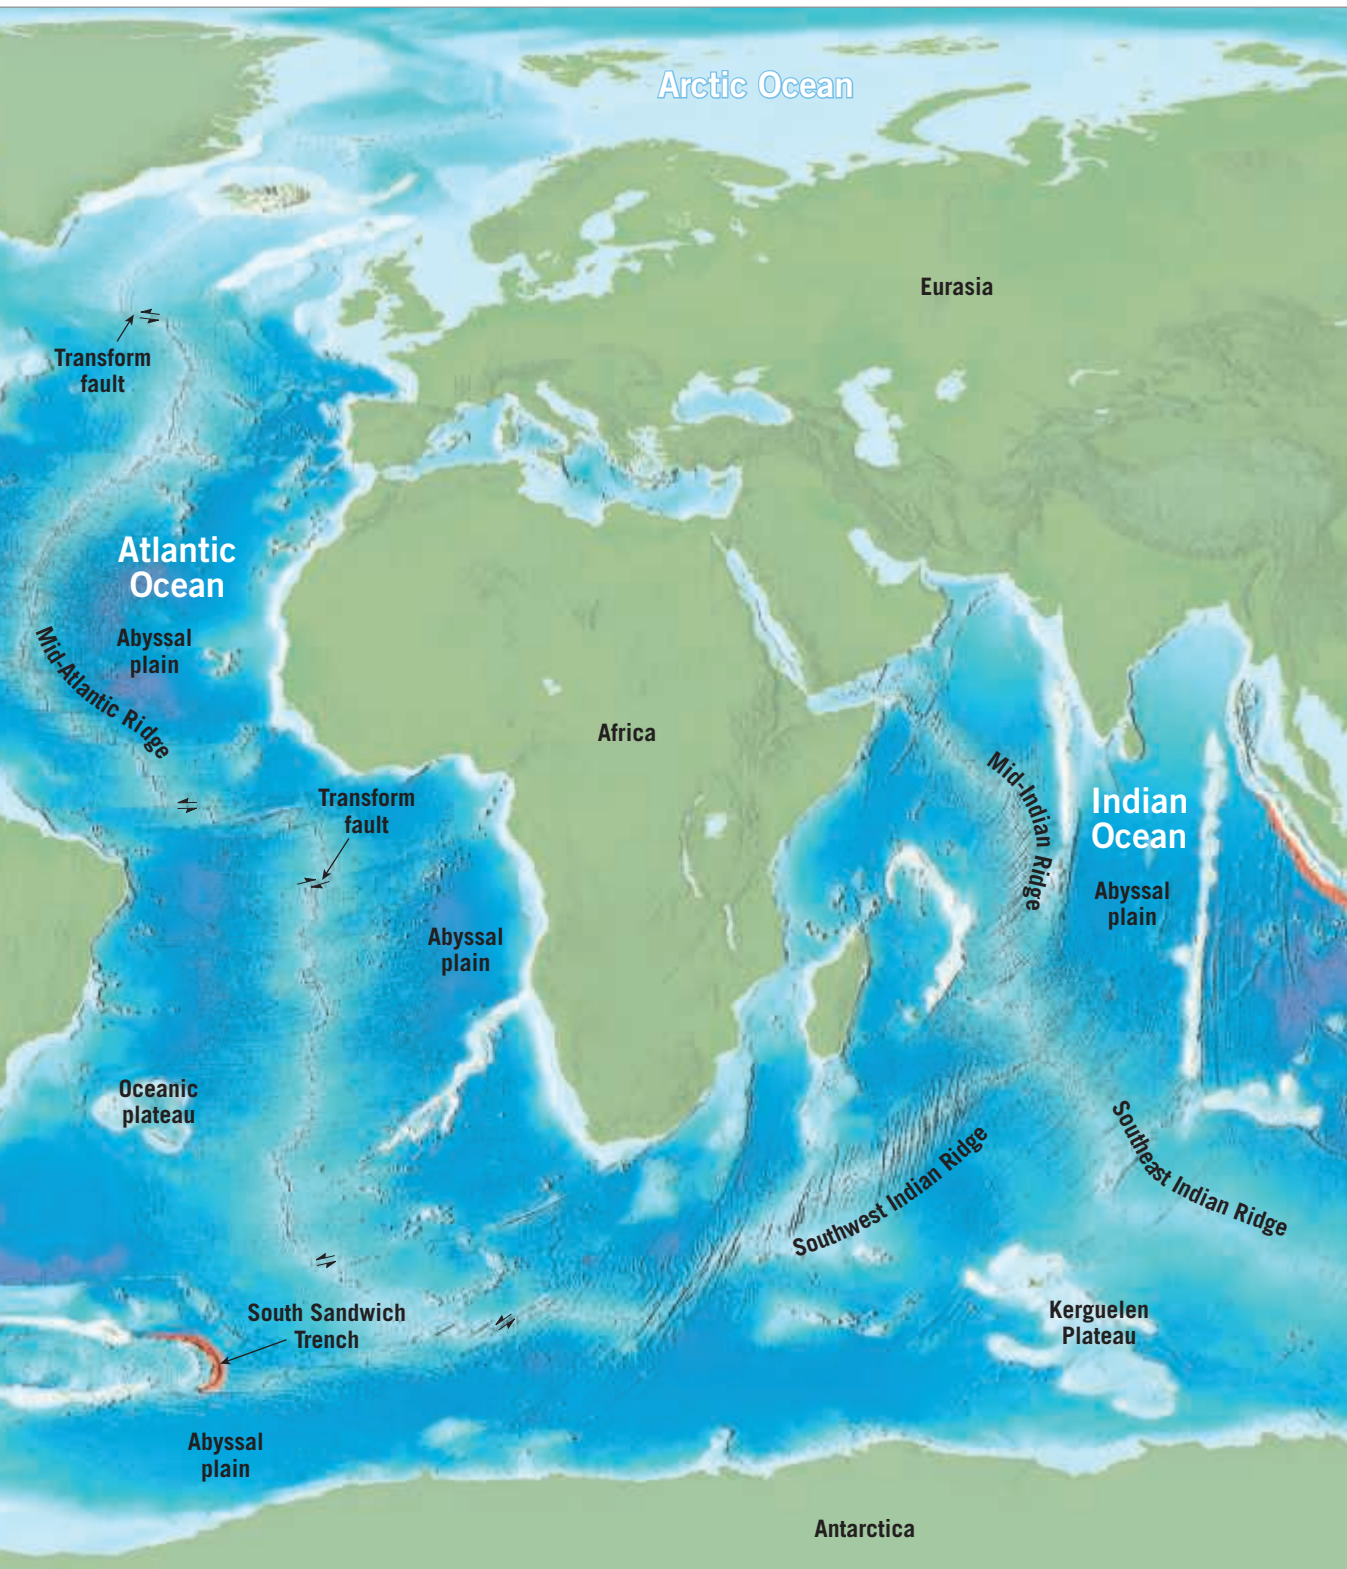 Arctic Ocean
Eurasia
Transform
fault
Atlantic
Ocean
Abyssal
plain
Mid-Atlantic Ridge
Africa
Mid-Indian Ridge
Transform
fault
Indian
Ocean
Abyssal
plain
Abyssal
plain
Oceanic
plateau
Southwest Indian Ridge
Southeast Indian Ridge
South Sandwich
Trench
Kerguelen
Plateau
Abyssal
plain
Antarctica